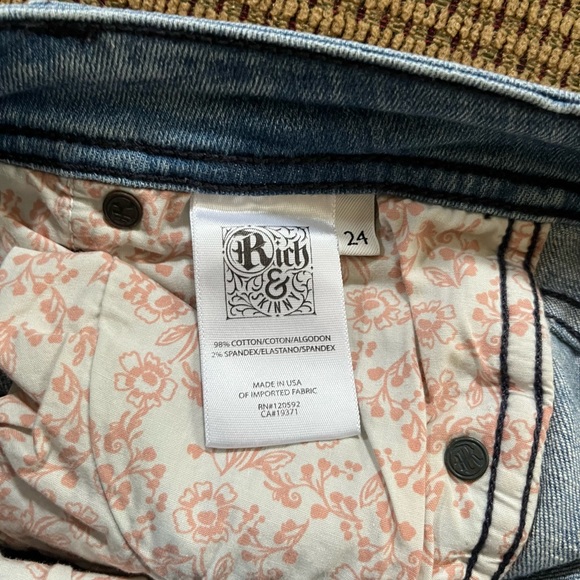 Rich
&
SKINNY
24
98% COTTON/COTON/ALGODON
2% SPANDEX/ELASTANO/SPANDEX
MADE IN USA
OF IMPORTED FABRIC
RN#120592
CA#19371